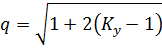 q = √(1 + 2(K_y − 1))